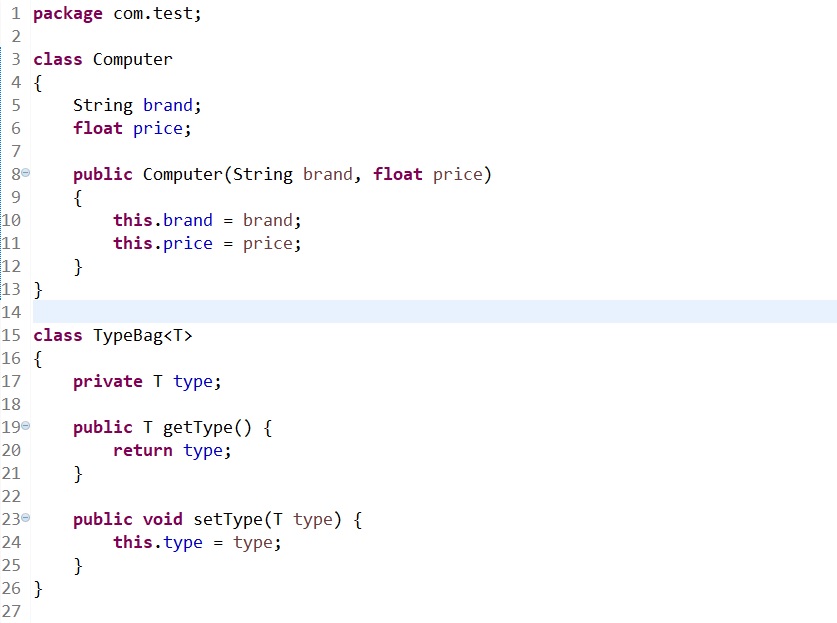 1 package com.test;
2
3 class Computer
4 {
5     String brand;
6     float price;
7
8     public Computer(String brand, float price)
9     {
10         this.brand = brand;
11         this.price = price;
12     }
13 }
14
15 class TypeBag<T>
16 {
17     private T type;
18
19     public T getType() {
20         return type;
21     }
22
23     public void setType(T type) {
24         this.type = type;
25     }
26 }
27